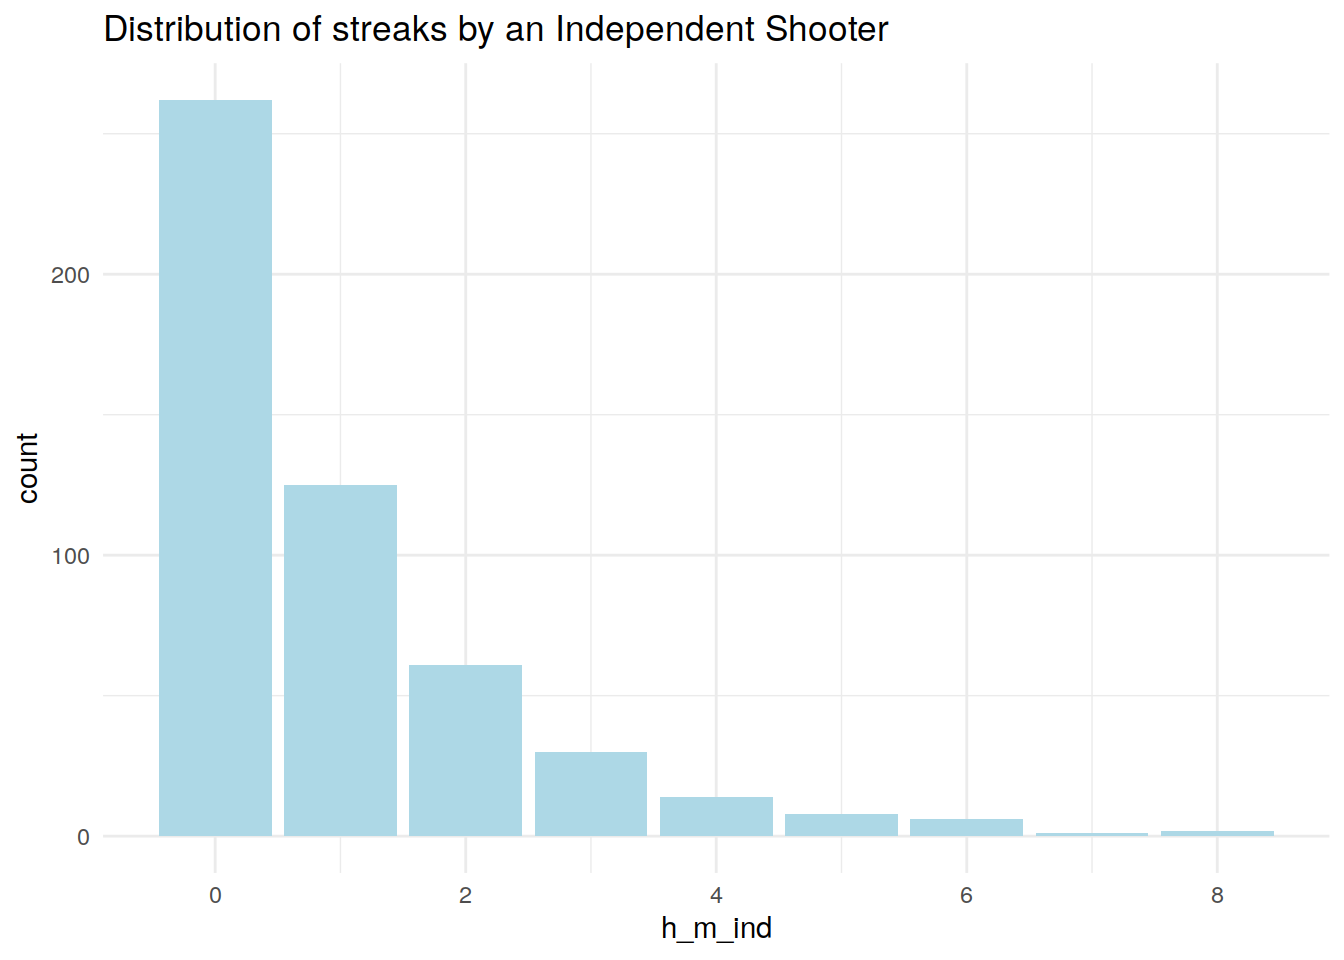 Distribution of streaks by an Independent Shooter
count
200
100
0
0 2 4 6 8
h_m_ind